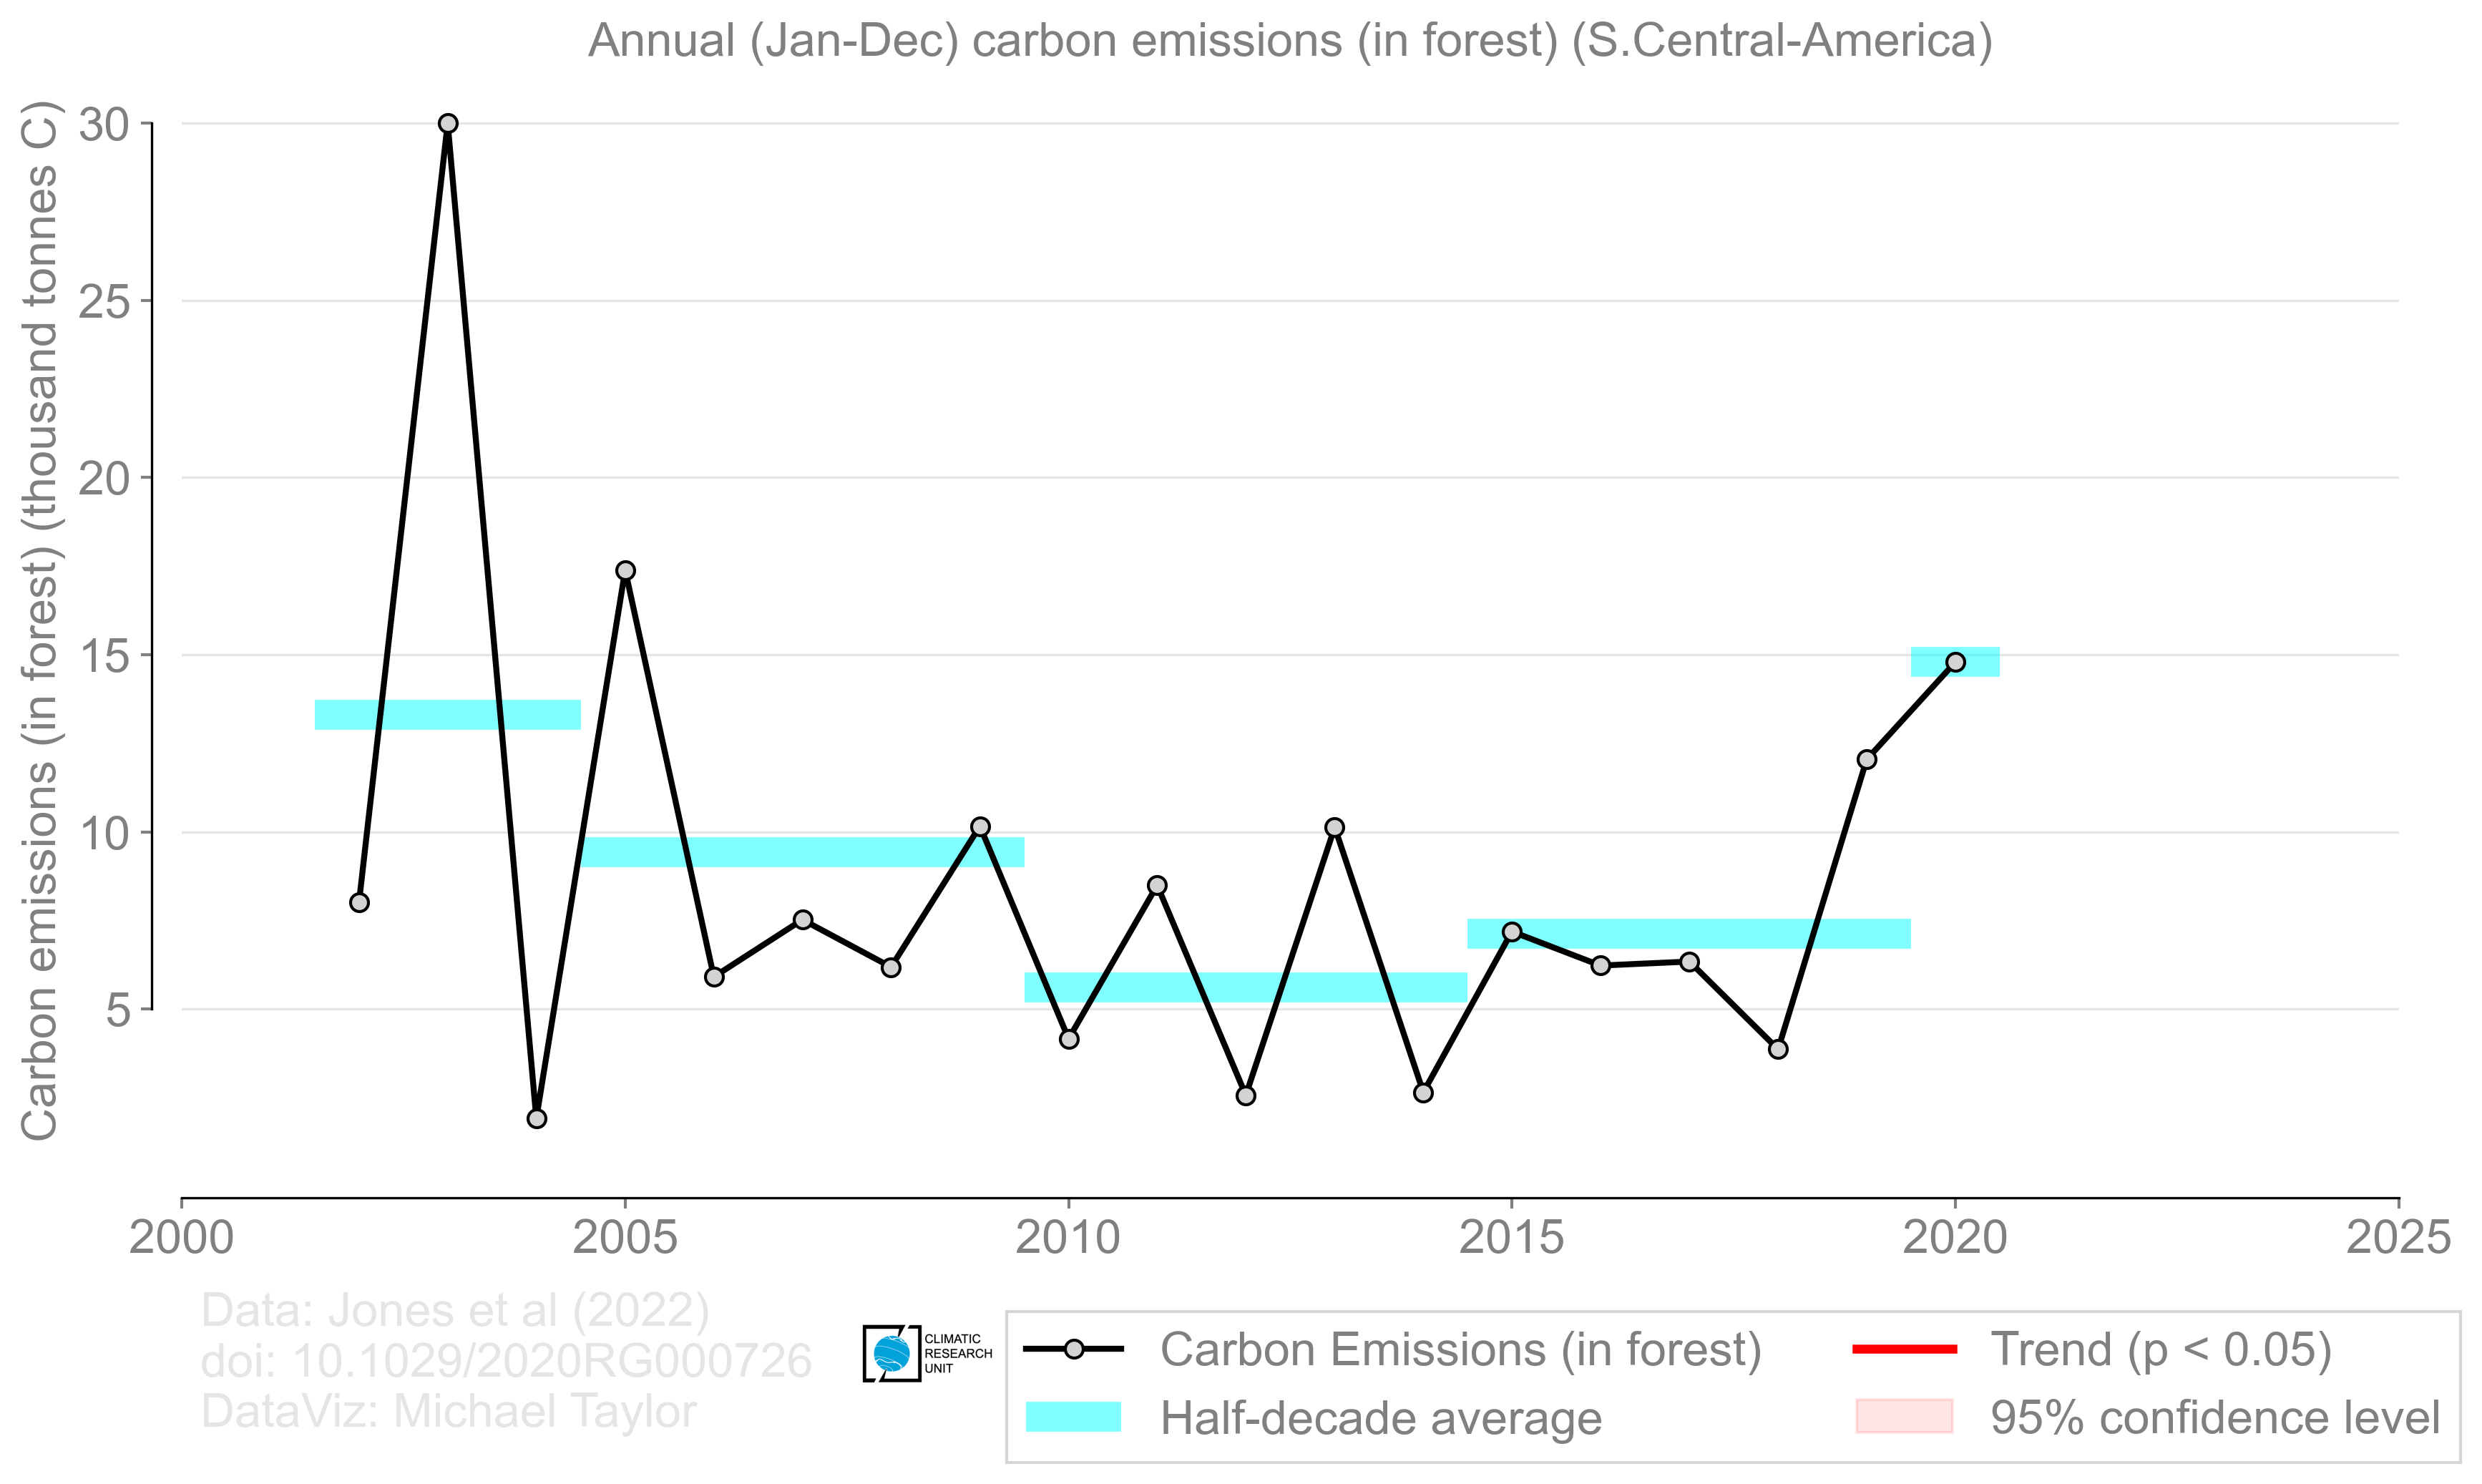 Annual (Jan-Dec) carbon emissions (in forest) (S.Central-America)
Carbon emissions (in forest) (thousand tonnes C)
30
25
20
15
10
5
2000
2005
2010
2015
2020
2025
Data: Jones et al (2022)
doi: 10.1029/2020RG000726
DataViz: Michael Taylor
CLIMATIC
RESEARCH
UNIT
Carbon Emissions (in forest)
Half-decade average
Trend (p < 0.05)
95% confidence level